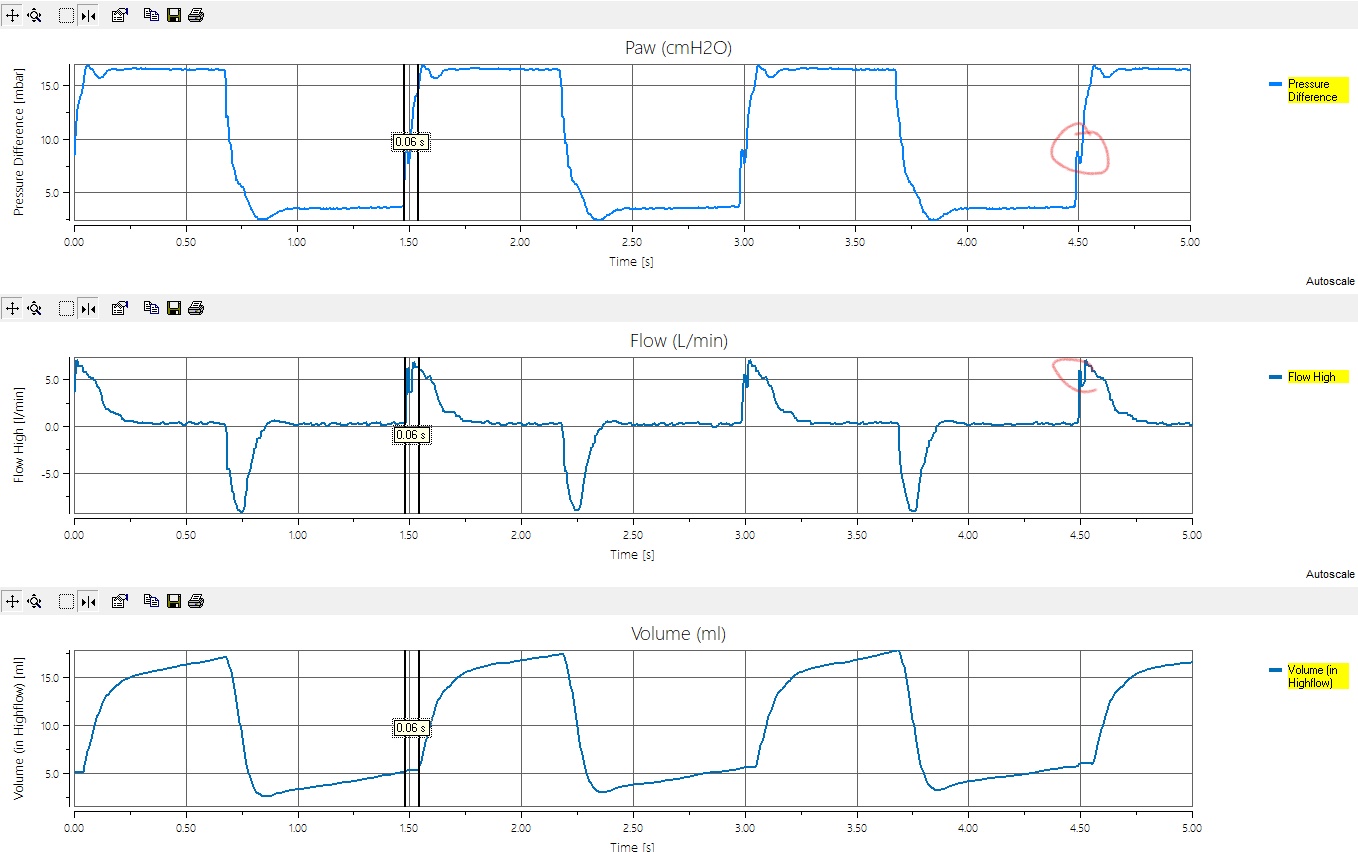 Paw (cmH2O)
Pressure Difference [mbar]
15.0
10.0
5.0
0.06 s
Pressure
Difference
0.00 0.50 1.00 1.50 2.00 2.50 3.00 3.50 4.00 4.50 5.00
Time [s]
Autoscale
Flow (L/min)
Flow High [l/min]
5.0
0.0
-5.0
0.06 s
Flow High
0.00 0.50 1.00 1.50 2.00 2.50 3.00 3.50 4.00 4.50 5.00
Time [s]
Autoscale
Volume (ml)
Volume (in Highflow) [ml]
15.0
10.0
5.0
0.06 s
Volume (in
Highflow)
0.00 0.50 1.00 1.50 2.00 2.50 3.00 3.50 4.00 4.50 5.00
Time [s]